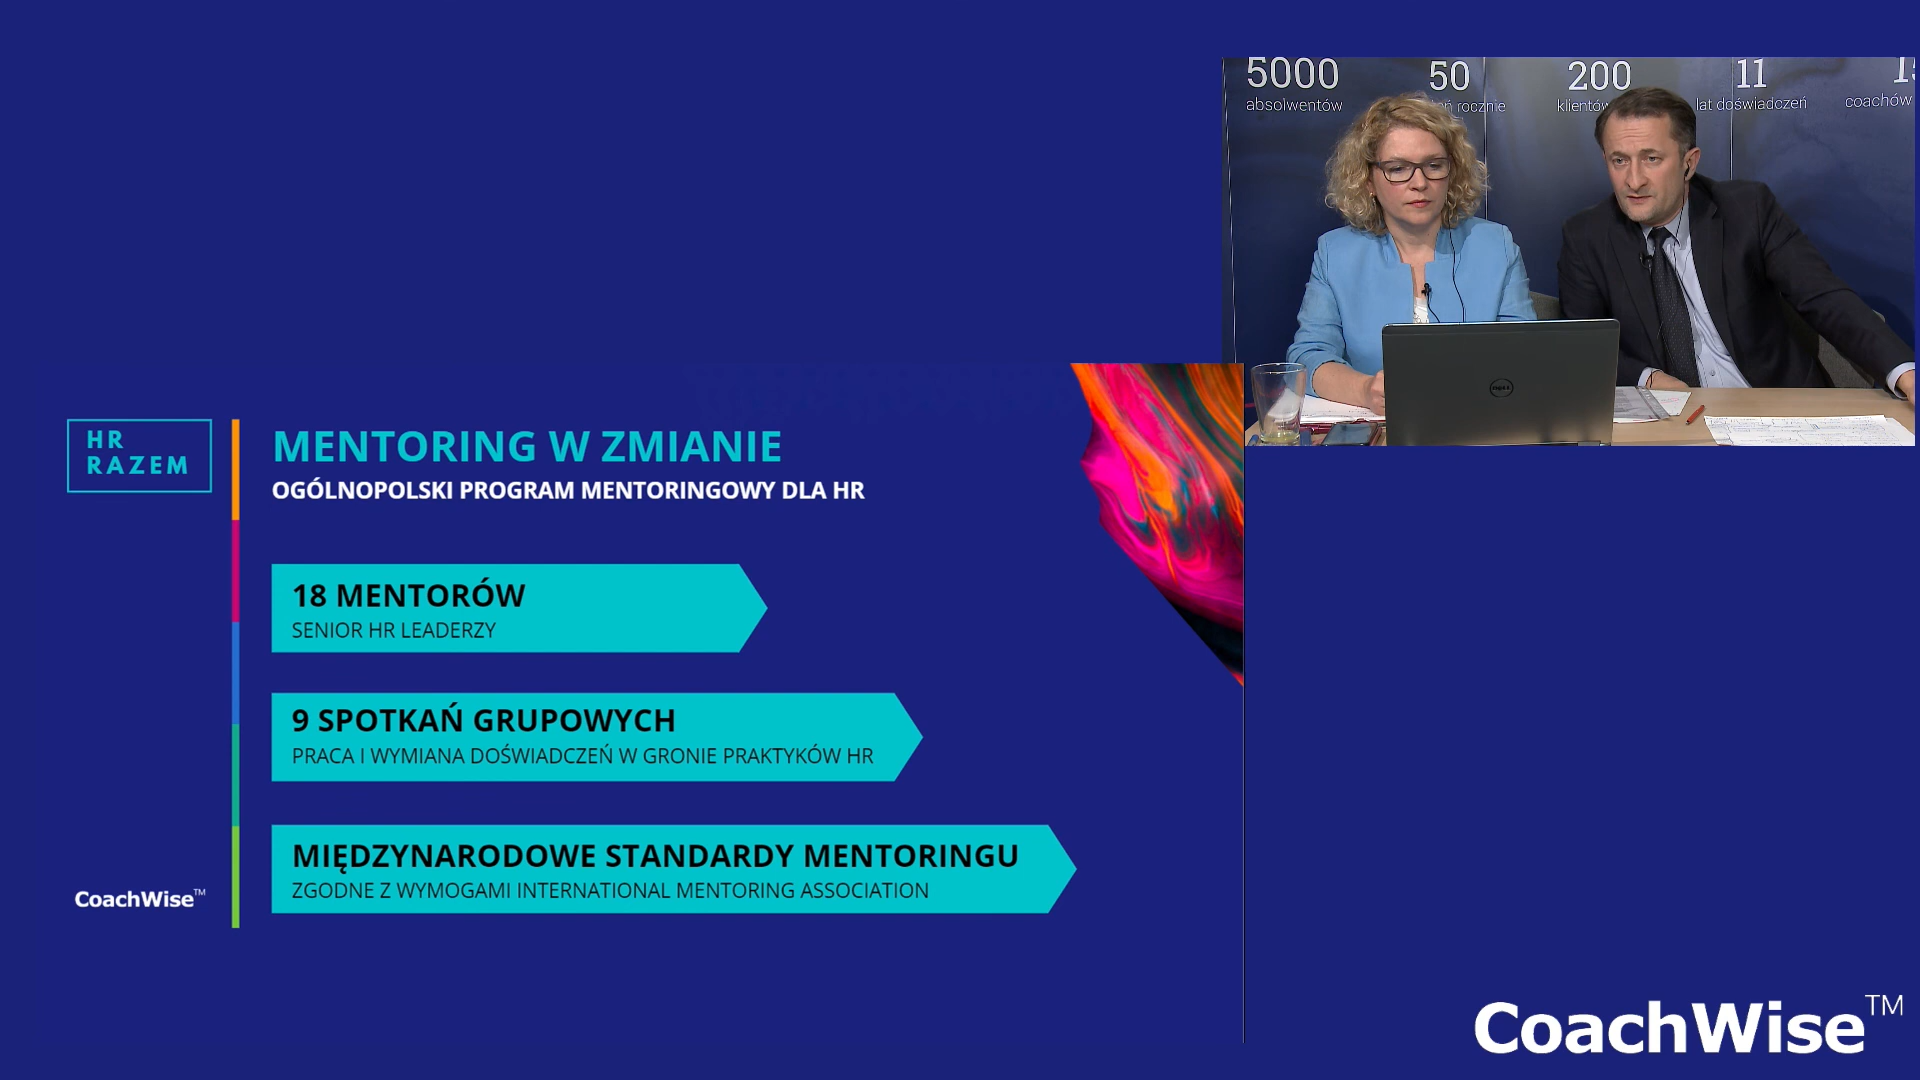 5000
absolwentów
50
rocznie
200
klientów
11
lat doświadczeń
coachów
HR
RAZEM
MENTORING W ZMIANIE
OGÓLNOPOLSKI PROGRAM MENTORINGOWY DLA HR
18 MENTORÓW
SENIOR HR LEADERZY
9 SPOTKAŃ GRUPOWYCH
PRACA I WYMIANA DOŚWIADCZEŃ W GRONIE PRAKTYKÓW HR
MIĘDZYNARODOWE STANDARDY MENTORINGU
ZGODNE Z WYMOGAMI INTERNATIONAL MENTORING ASSOCIATION
CoachWise™
CoachWise™